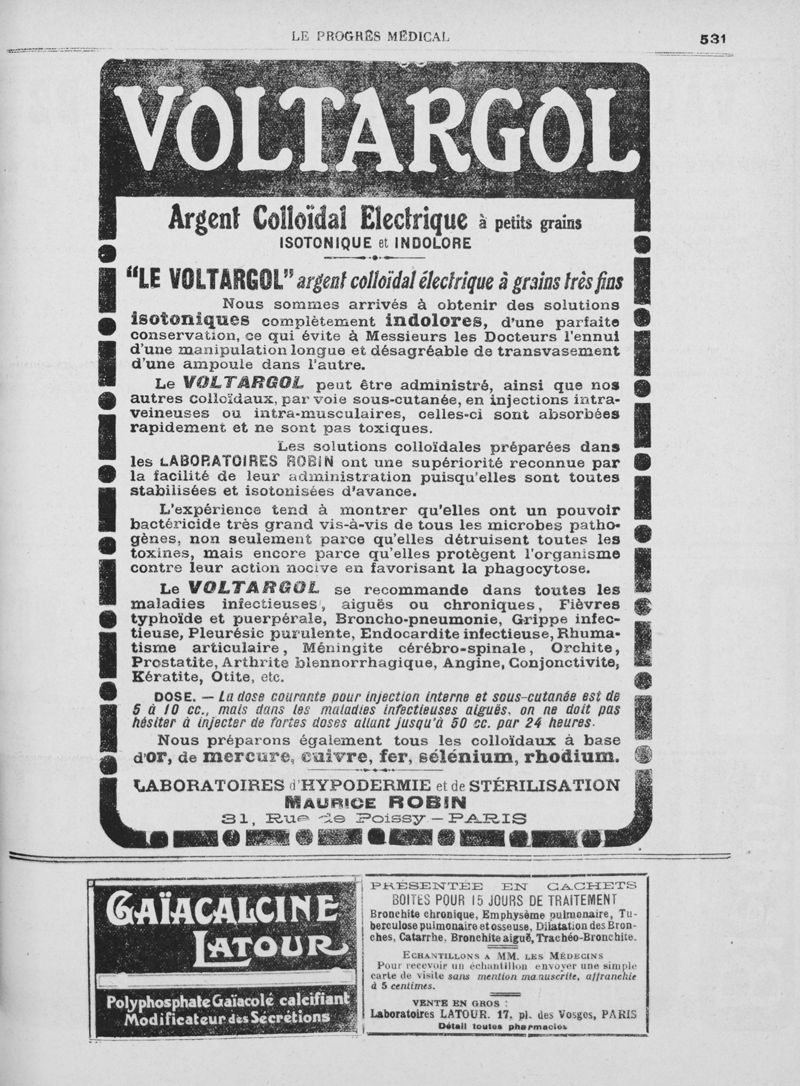 LE PROGRÈS MÉDICAL
531
VOLTARGOL
Argent Colloïdal Electrique à petits grains
ISOTONIQUE et INDOLORE
"LE VOLTARGOL" argent colloïdal électrique à grains très fins
Nous sommes arrivés à obtenir des solutions
isotoniques complètement indolores, d'une parfaite
conservation, ce qui évite à Messieurs les Docteurs l'ennui
d'une manipulation longue et désagréable de transvasement
d'une ampoule dans l'autre.
Le VOLTARGOL peut être administré, ainsi que nos
autres colloïdaux, par voie sous-cutanée, en injections intra-
veineuses ou intra-musculaires, celles-ci sont absorbées
rapidement et ne sont pas toxiques.
Les solutions colloïdales préparées dans
les LABORATOIRES ROBIN ont une supériorité reconnue par
la facilité de leur administration puisqu'elles sont toutes
stabilisées et isotonisées d'avance.
L'expérience tend à montrer qu'elles ont un pouvoir
bactéricide très grand vis-à-vis de tous les microbes patho-
gènes, non seulement parce qu'elles détruisent toutes les
toxines, mais encore parce qu'elles protègent l'organisme
contre leur action nocive en favorisant la phagocytose.
Le VOLTARGOL se recommande dans toutes les
maladies infectieuses, aiguës ou chroniques, Fièvres
typhoïde et puerpérale, Broncho-pneumonie, Grippe infec-
tieuse, Pleurésie purulente, Endocardite infectieuse, Rhuma-
tisme articulaire, Méningite cérébro-spinale, Orchite,
Prostatite, Arthrite blennorrhagique, Angine, Conjonctivite,
Kératite, Otite, etc.
DOSE. — La dose courante pour injection interne et sous-cutanée est de
5 à 10 cc., mais dans les maladies infectieuses aiguës, on ne doit pas
hésiter à injecter de fortes doses allant jusqu'à 50 cc. par 24 heures.
Nous préparons également tous les colloïdaux à base
d'or, de mercure, cuivre, fer, sélénium, rhodium.
LABORATOIRES d'HYPODERMIE et de STÉRILISATION
MAURICE ROBIN
31, Rue de Poissy — PARIS
GAÏACALCINE
LATOUR
Polyphosphate Gaïacolé calcifiant
Modificateur des Sécrétions
PRÉSENTÉE EN CACHETS
BOITES POUR 15 JOURS DE TRAITEMENT
Bronchite chronique, Emphysème pulmonaire, Tu-
berculose pulmonaire et osseuse, Dilatation des Bron-
ches, Catarrhe, Bronchite aiguë, Trachéo-Bronchite.
ECHANTILLONS A MM. LES MÉDECINS
Pour recevoir un échantillon envoyer une simple
carte de visite sans mention manuscrite, affranchie
à 5 centimes.
VENTE EN GROS :
Laboratoires LATOUR. 17, pl. des Vosges, PARIS
Détail toutes pharmacies